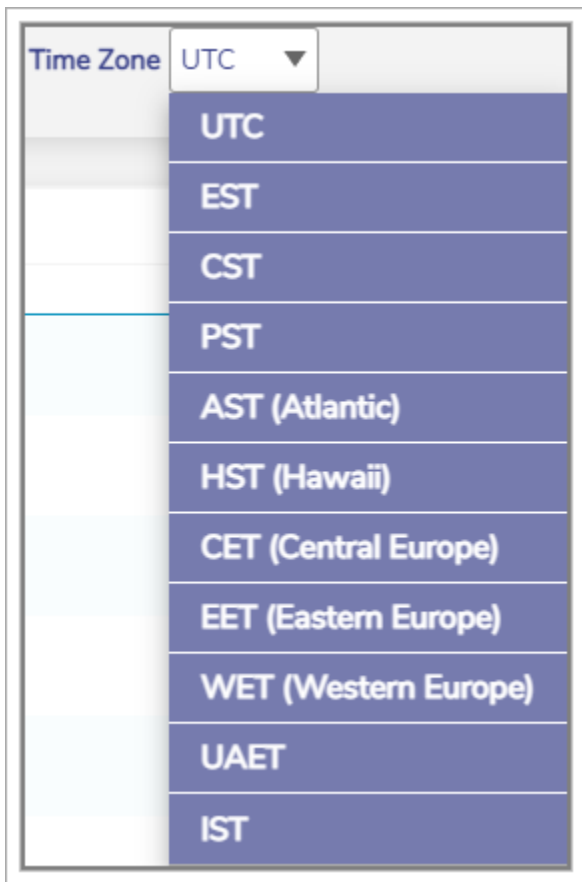 Time Zone UTC
UTC
EST
CST
PST
AST (Atlantic)
HST (Hawaii)
CET (Central Europe)
EET (Eastern Europe)
WET (Western Europe)
UAET
IST